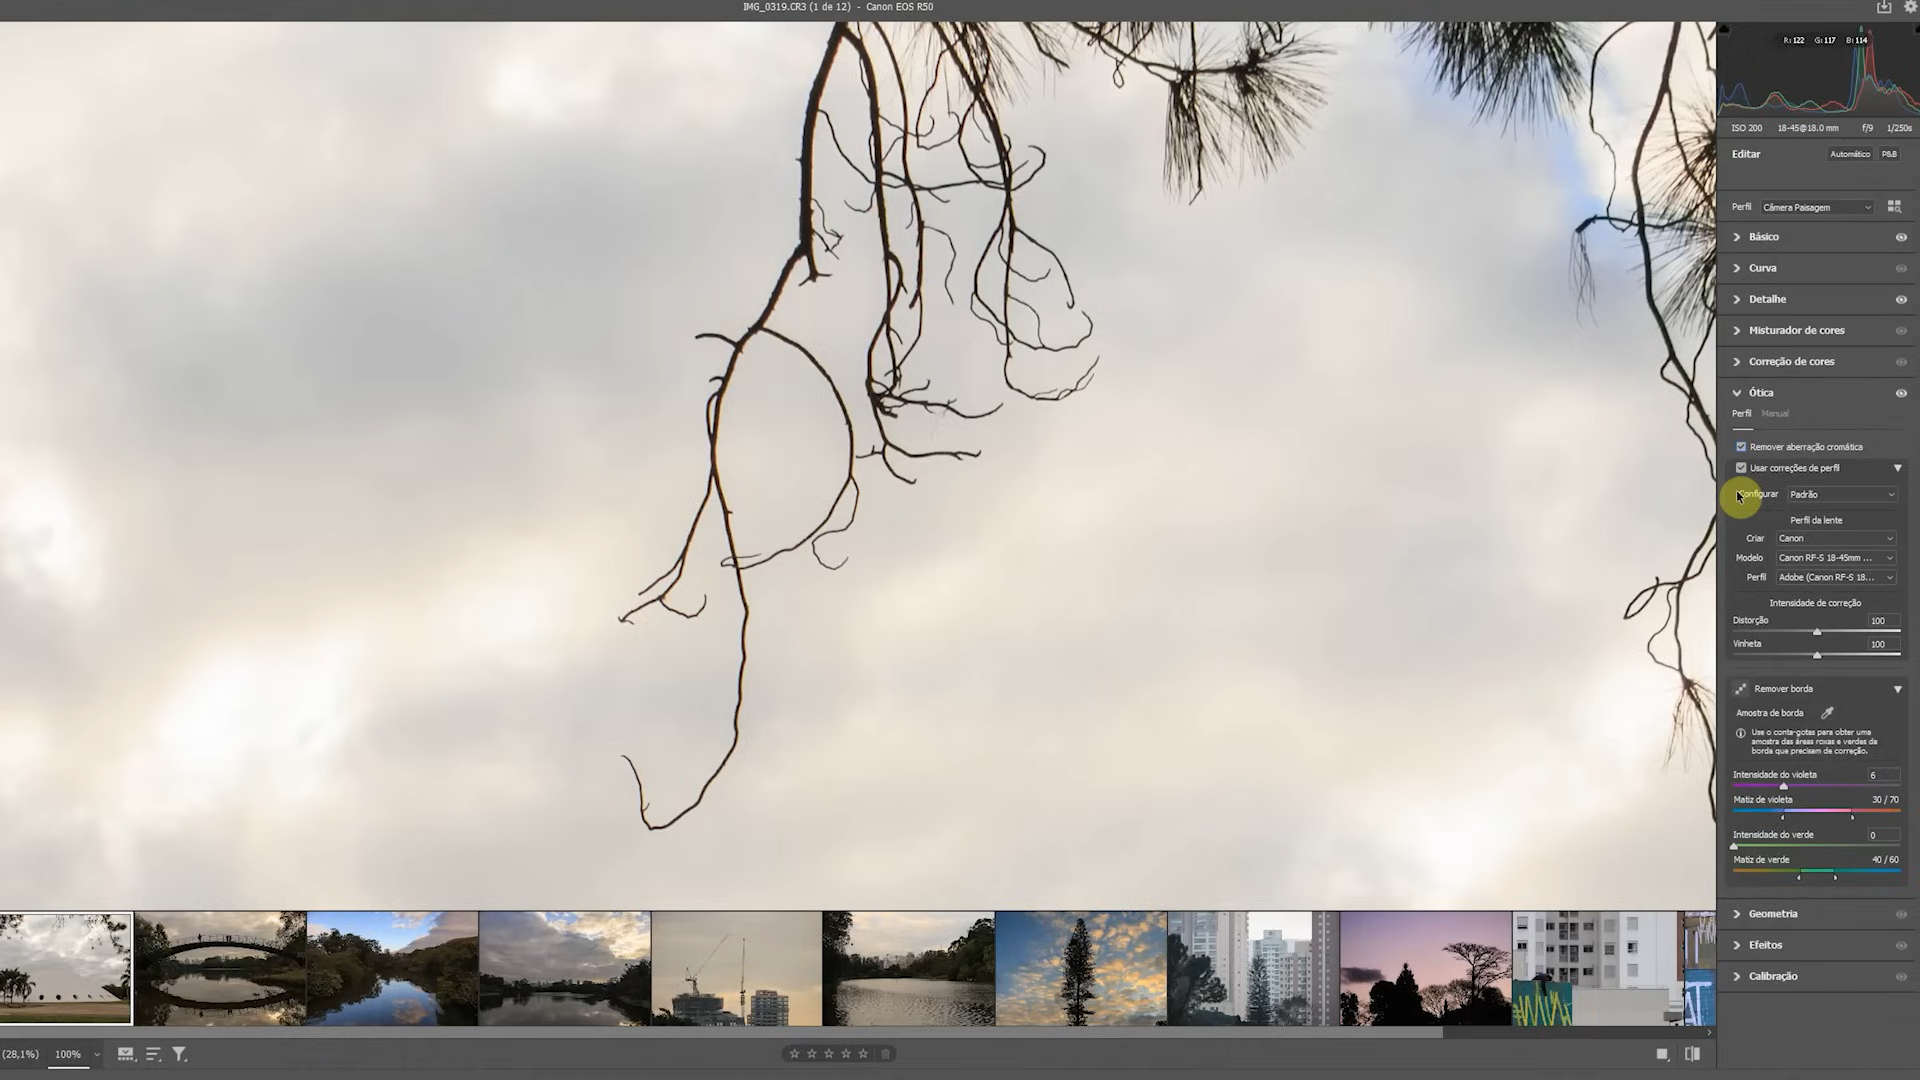 IMG_0319.CR3 (1 de 12) - Canon EOS R50
R: 122 G: 117 B: 114
ISO 200 18-45@18.0 mm f/9 1/250s
Editar Automático P&B
Perfil Câmera Paisagem
Básico
Curva
Detalhe
Misturador de cores
Correção de cores
Ótica
Perfil Manual
Remover aberração cromática
Usar correções de perfil
Configurar Padrão
Perfil da lente
Criar Canon
Modelo Canon RF-S 18-45mm ...
Perfil Adobe (Canon RF-S 18...
Intensidade de correção
Distorção 100
Vinheta 100
Remover borda
Amostra de borda
Use o conta-gotas para obter uma
amostra das áreas roxas e verdes da
borda que precisam de correção.
Intensidade do violeta 6
Matiz de violeta 30 / 70
Intensidade do verde 0
Matiz de verde 40 / 60
Geometria
Efeitos
Calibração
(28,1%) 100%